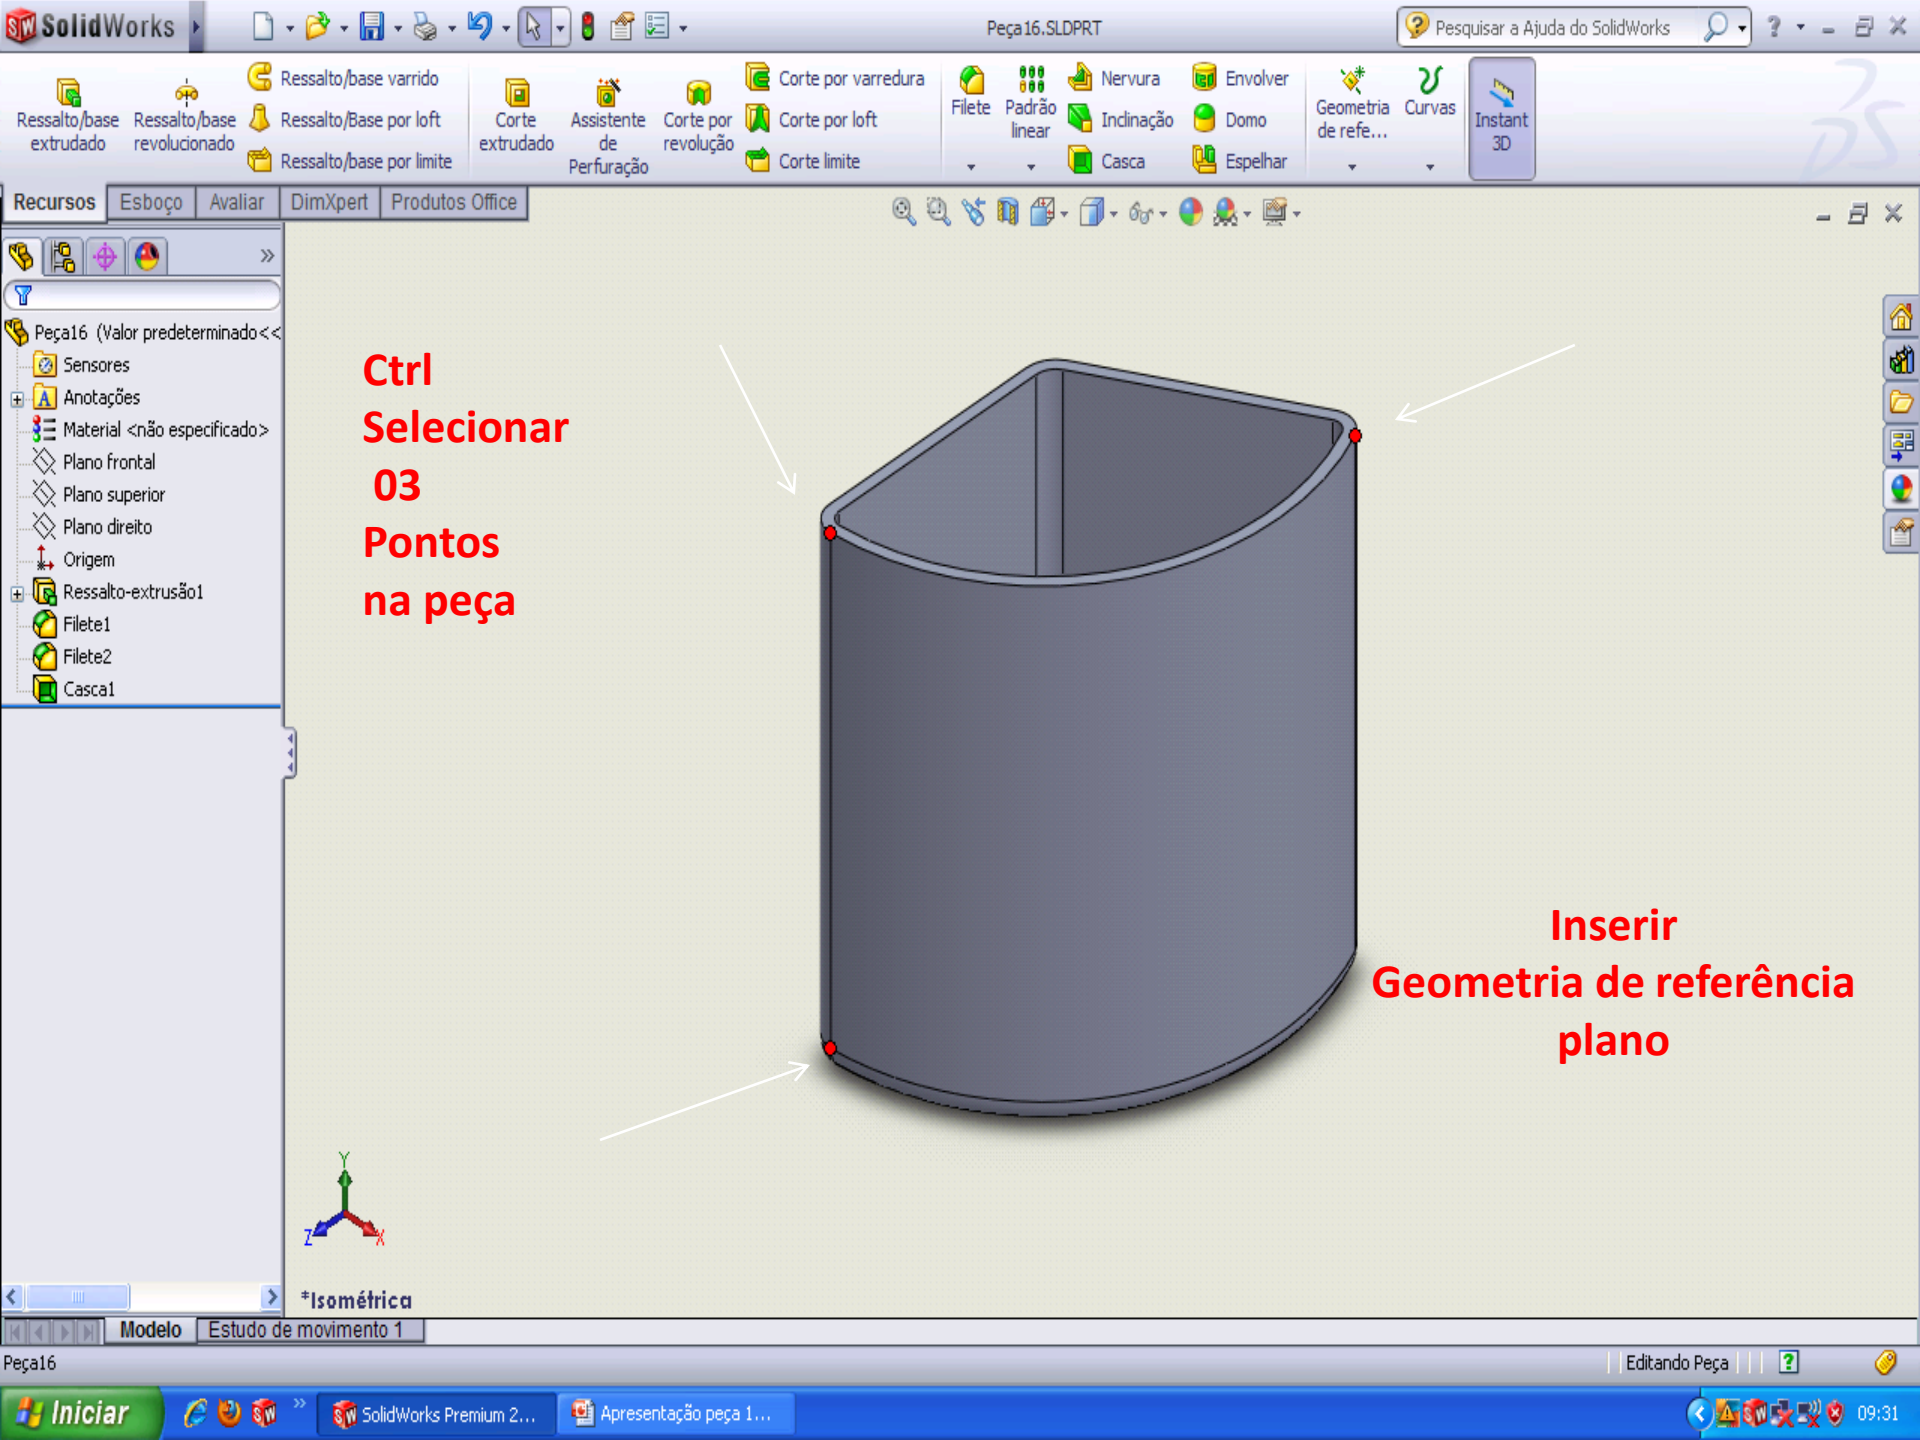 SolidWorks
Peça16.SLDPRT
Pesquisar a Ajuda do SolidWorks
Ressalto/base extrudado
Ressalto/base revolucionado
Ressalto/base varrido
Ressalto/Base por loft
Ressalto/base por limite
Corte extrudado
Assistente de Perfuração
Corte por revolução
Corte por varredura
Corte por loft
Corte limite
Filete
Padrão linear
Nervura
Inclinação
Casca
Envolver
Domo
Espelhar
Geometria de refe...
Curvas
Instant 3D
Recursos
Esboço
Avaliar
DimXpert
Produtos Office
Peça16 (Valor predeterminado<<
Sensores
Anotações
Material <não especificado>
Plano frontal
Plano superior
Plano direito
Origem
Ressalto-extrusão1
Filete1
Filete2
Casca1
Ctrl
Selecionar
03
Pontos
na peça
Inserir
Geometria de referência
plano
Y
Z
X
*Isométrica
Modelo
Estudo de movimento 1
Peça16
Editando Peça
Iniciar
SolidWorks Premium 2...
Apresentação peça 1...
09:31